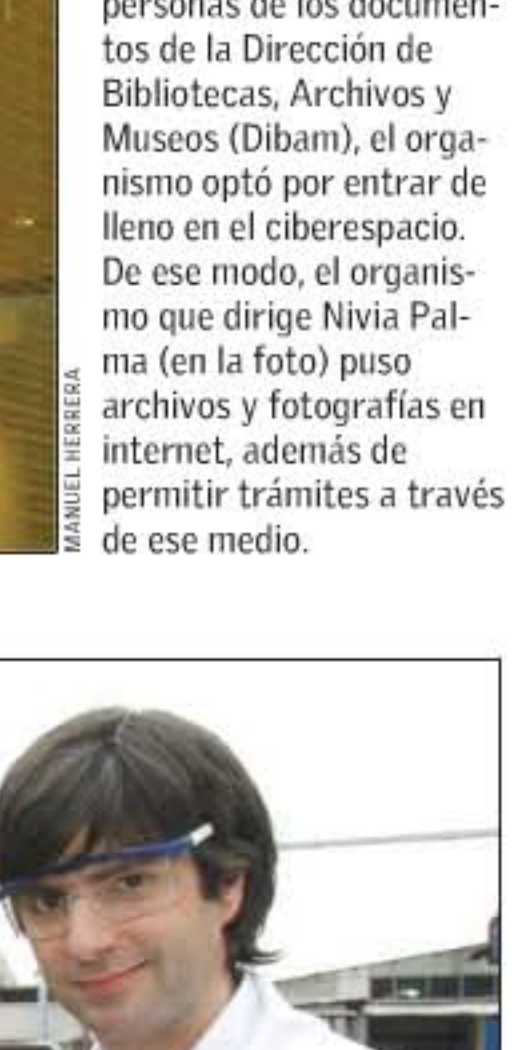 personas de los documen-
tos de la Dirección de
Bibliotecas, Archivos y
Museos (Dibam), el orga-
nismo optó por entrar de
lleno en el ciberespacio.
De ese modo, el organis-
mo que dirige Nivia Pal-
ma (en la foto) puso
archivos y fotografías en
internet, además de
permitir trámites a través
de ese medio.
MANUEL HERRERA